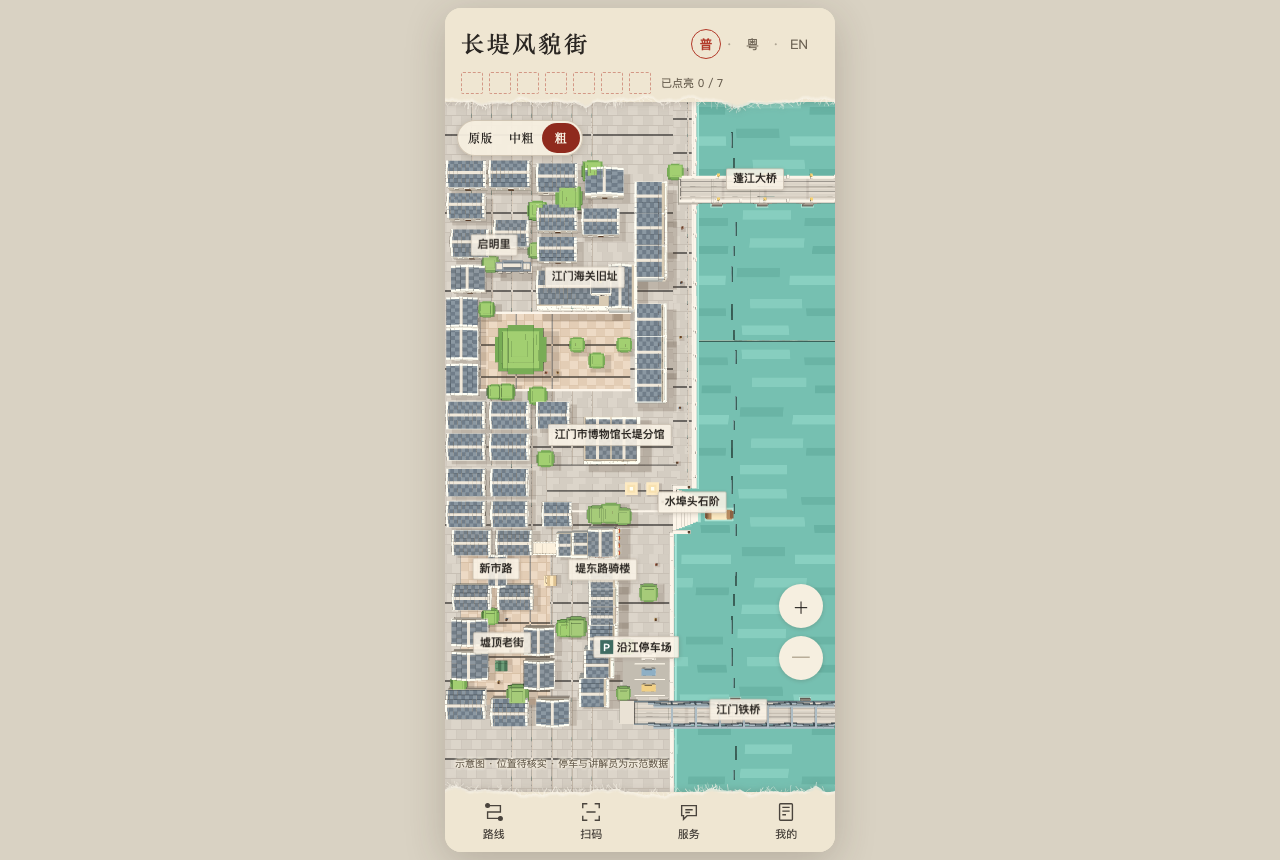 长堤风貌街
普 · 粤 · EN
已点亮 0 / 7
原版 中粗 粗
蓬江大桥
启明里
江门海关旧址
江门市博物馆长堤分馆
水埠头石阶
新市路
堤东路骑楼
墟顶老街
P 沿江停车场
+
—
江门铁桥
示意图 · 位置待核实 · 停车与讲解员为示范数据
路线 扫码 服务 我的